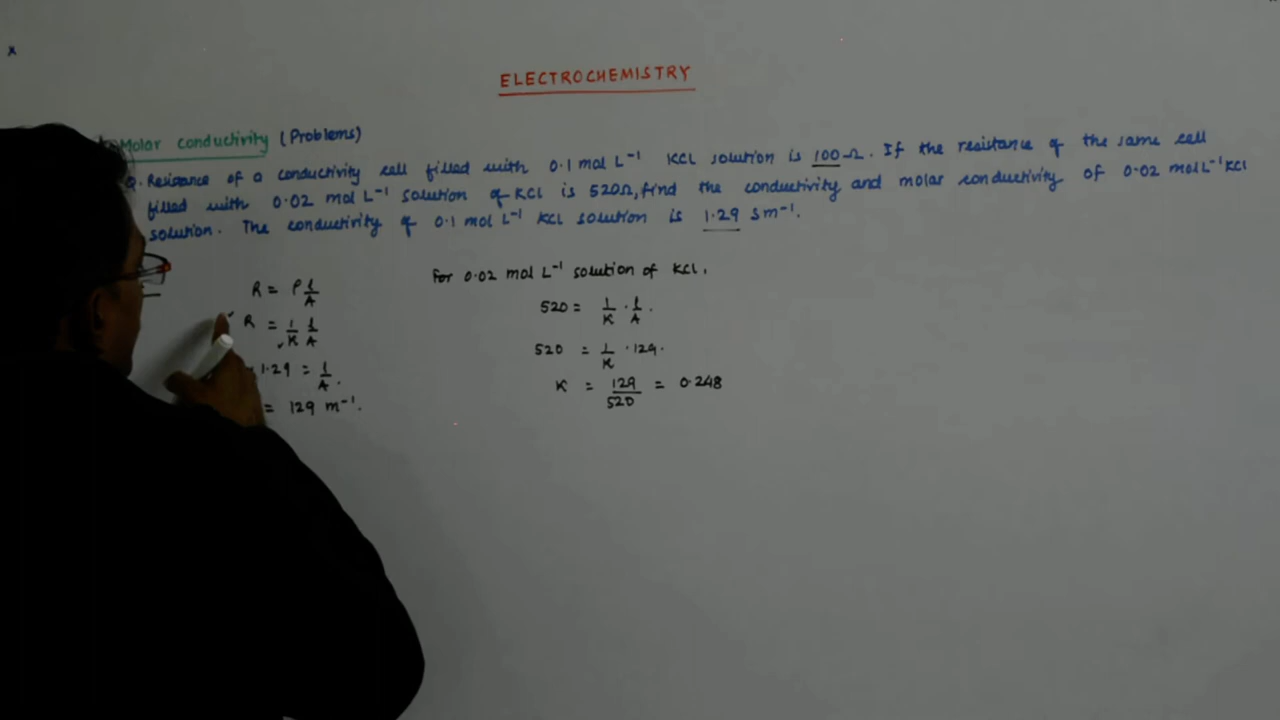 ELECTROCHEMISTRY
Molar conductivity (Problems)
Q. Resistance of a conductivity cell filled with 0.1 mol L⁻¹ KCl solution is 100Ω. If the resistance of the same cell
filled with 0.02 mol L⁻¹ solution of KCl is 520Ω, find the conductivity and molar conductivity of 0.02 mol L⁻¹ KCl
solution. The conductivity of 0.1 mol L⁻¹ KCl solution is 1.29 Sm⁻¹.
For 0.02 mol L⁻¹ solution of KCl.
R = ρ l/A
R = 1/K l/A
1.29 = l/A.
= 129 m⁻¹.
520 = 1/K · l/A.
520 = 1/K · 129.
K = 129/520 = 0.248